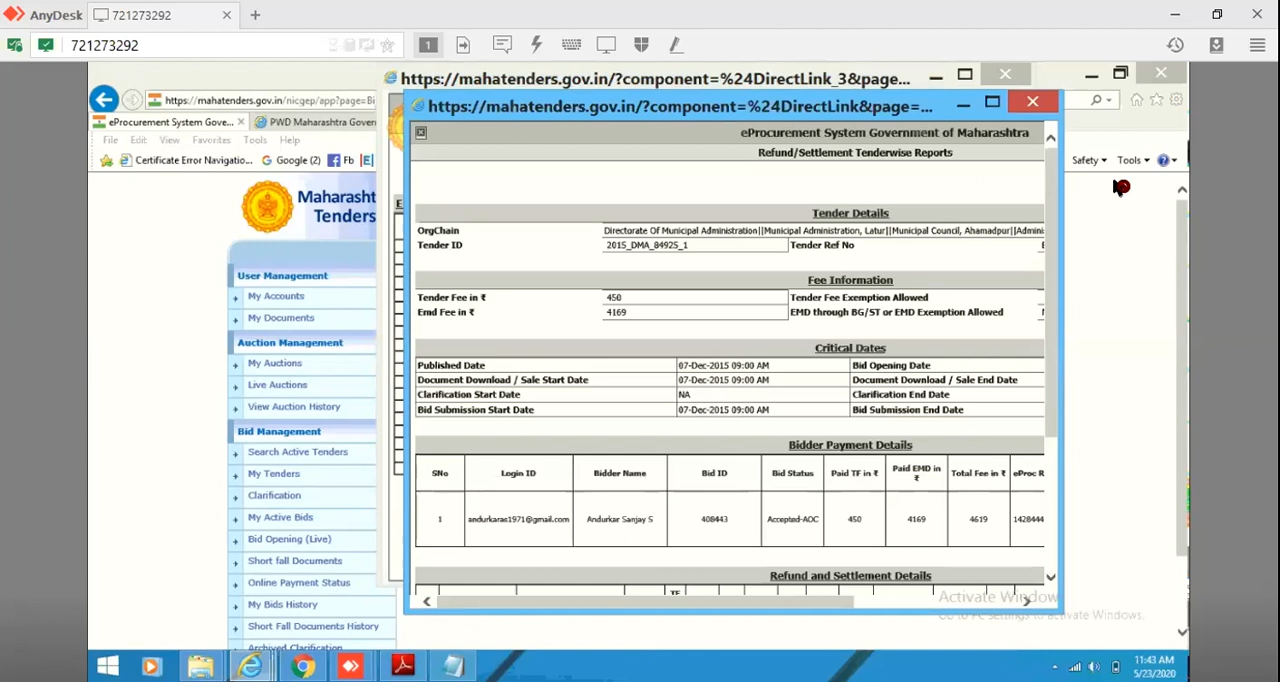 AnyDesk
721273292
721273292
1
https://mahatenders.gov.in/?component=%24DirectLink_3&page...
https://mahatenders.gov.in/nicgep/app?page=Bi
https://mahatenders.gov.in/?component=%24DirectLink&page=...
eProcurement System Gove...
PWD Maharashtra Govern
File Edit View Favorites Tools Help
Certificate Error Navigatio...
Google (2)
Fb
Safety
Tools
Maharasht
Tenders
User Management
My Accounts
My Documents
Auction Management
My Auctions
Live Auctions
View Auction History
Bid Management
Search Active Tenders
My Tenders
Clarification
My Active Bids
Bid Opening (Live)
Short fall Documents
Online Payment Status
My Bids History
Short Fall Documents History
Archived Clarification
eProcurement System Government of Maharashtra
Refund/Settlement Tenderwise Reports
Tender Details
OrgChain Directorate Of Municipal Administration||Municipal Administration, Latur||Municipal Council, Ahamadpur||Admini
Tender ID 2015_DMA_84925_1 Tender Ref No
Fee Information
Tender Fee in ₹ 450 Tender Fee Exemption Allowed
Emd Fee in ₹ 4169 EMD through BG/ST or EMD Exemption Allowed
Critical Dates
Published Date 07-Dec-2015 09:00 AM Bid Opening Date
Document Download / Sale Start Date 07-Dec-2015 09:00 AM Document Download / Sale End Date
Clarification Start Date NA Clarification End Date
Bid Submission Start Date 07-Dec-2015 09:00 AM Bid Submission End Date
Bidder Payment Details
SNo Login ID Bidder Name Bid ID Bid Status Paid TF in ₹ Paid EMD in ₹ Total Fee in ₹ eProc R
1 andurkaras1971@gmail.com Andurkar Sanjay S 408443 Accepted-AOC 450 4169 4619 1428444
Refund and Settlement Details
TF
Activate Window
Go to PC settings to activate Windows.
11:43 AM
5/23/2020